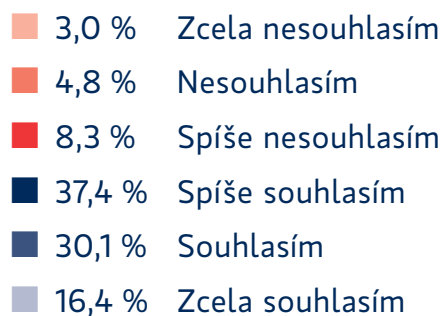 3,0 % Zcela nesouhlasím
4,8 % Nesouhlasím
8,3 % Spíše nesouhlasím
37,4 % Spíše souhlasím
30,1 % Souhlasím
16,4 % Zcela souhlasím